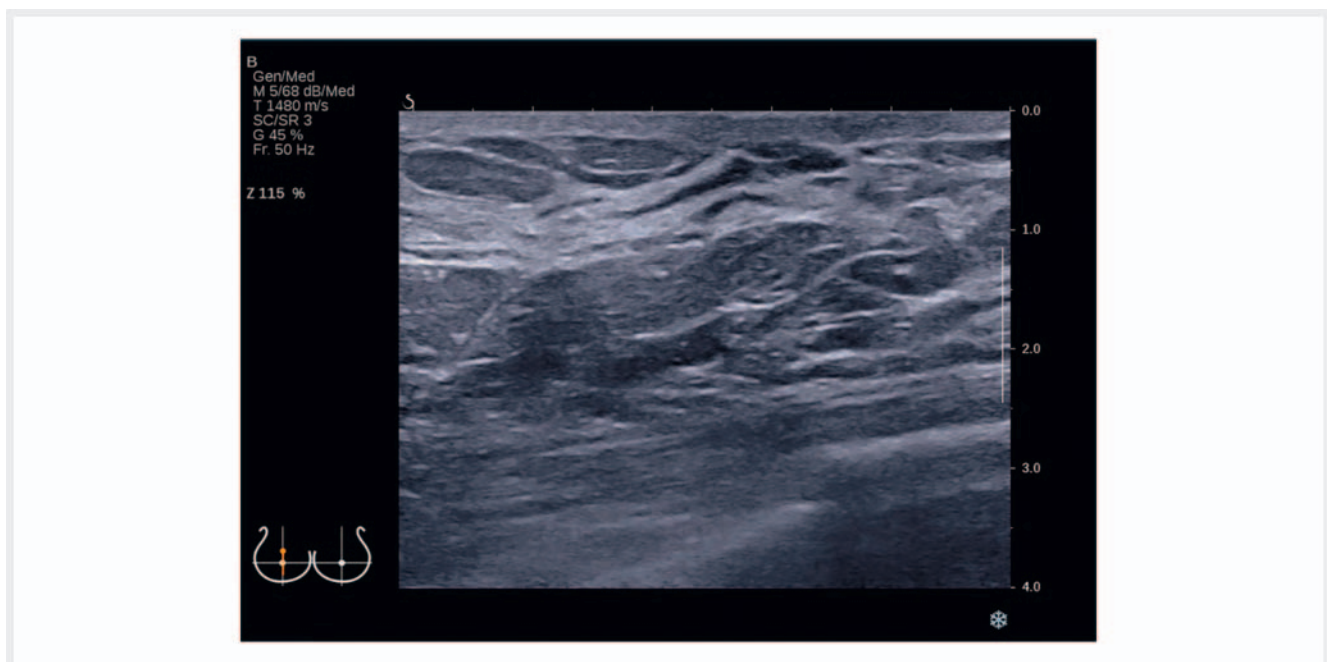 B
Gen/Med
M 5/68 dB/Med
T 1480 m/s
SC/SR 3
G 45 %
Fr. 50 Hz
Z 115 %
0.0
1.0
2.0
3.0
4.0